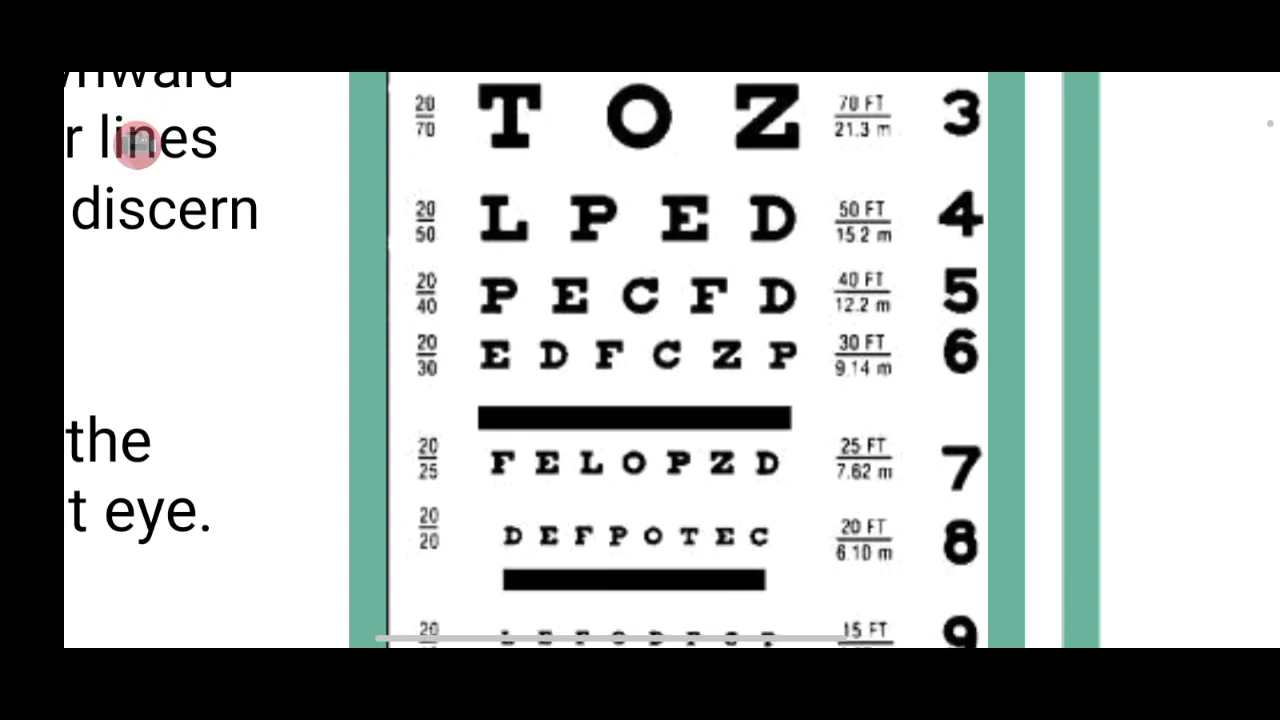 r lines
discern
the
t eye.
20/70 T O Z 70 FT/21.3 m 3
20/50 L P E D 50 FT/15.2 m 4
20/40 P E C F D 40 FT/12.2 m 5
20/30 E D F C Z P 30 FT/9.14 m 6
20/25 F E L O P Z D 25 FT/7.62 m 7
20/20 D E F P O T E C 20 FT/6.10 m 8
20 15 FT 9